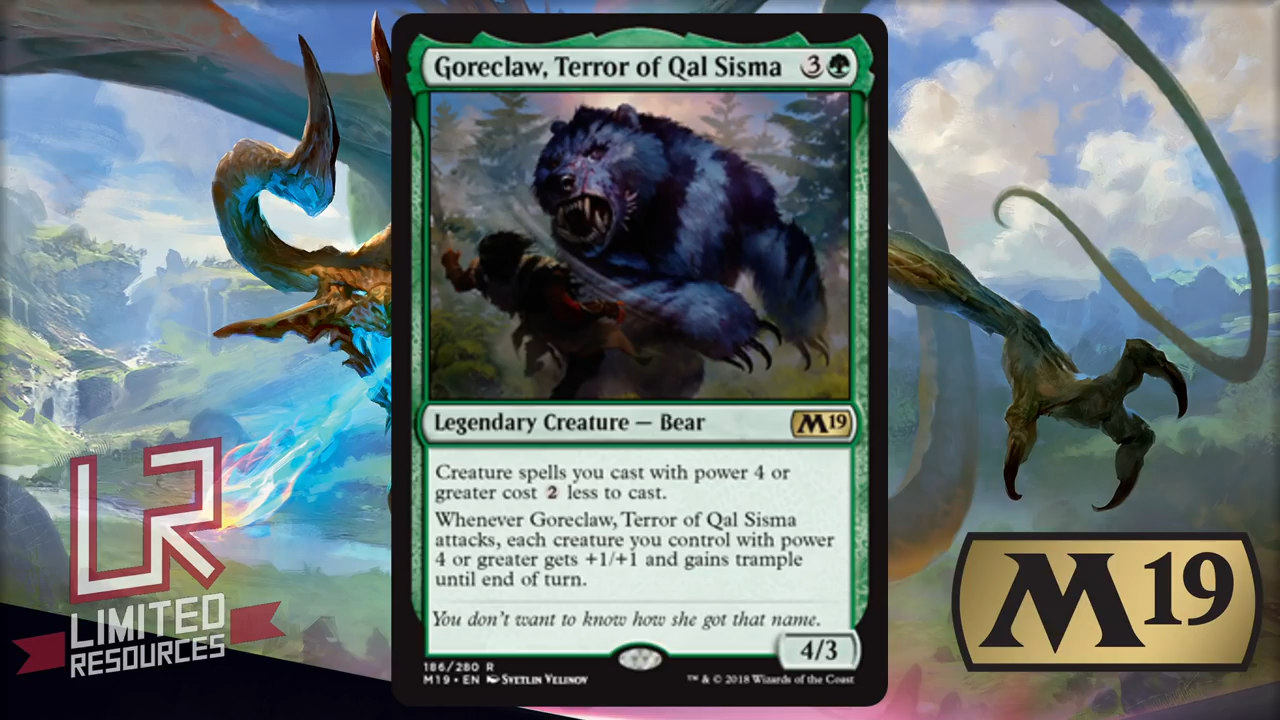 Goreclaw, Terror of Qal Sisma 3
Legendary Creature — Bear
M19
Creature spells you cast with power 4 or
greater cost 2 less to cast.
Whenever Goreclaw, Terror of Qal Sisma
attacks, each creature you control with power
4 or greater gets +1/+1 and gains trample
until end of turn.
You don't want to know how she got that name.
4/3
186/280 R
M19 • EN Svetlin Velinov
™ & © 2018 Wizards of the Coast
LR
LIMITED
RESOURCES
M19